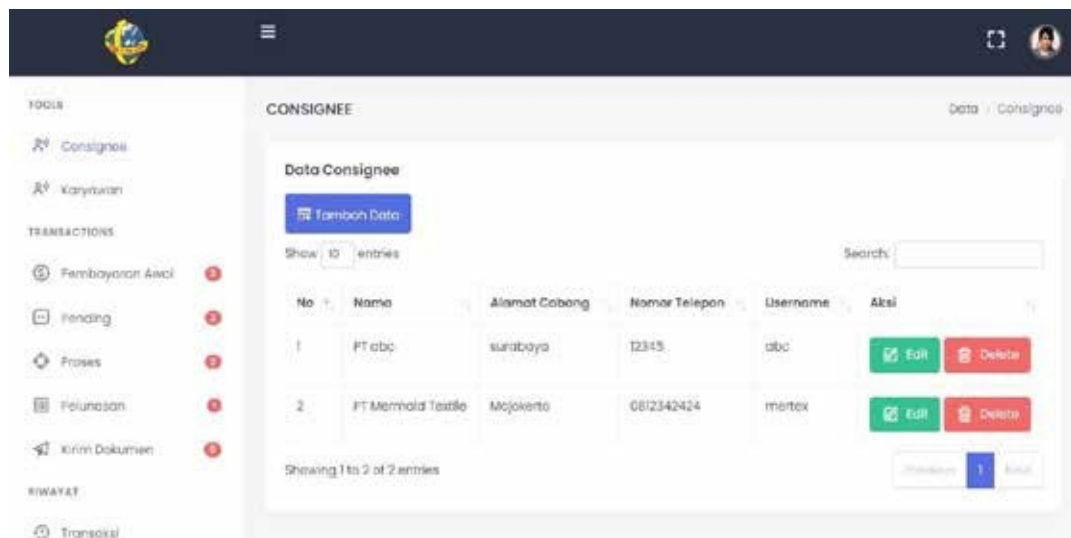 TOOLS
Consignee
Karyawan
TRANSACTIONS
Pembayaran Awal
Pending
Proses
Pelunasan
Kirim Dokumen
RIWAYAT
Transaksi
CONSIGNEE
Data / Consignee
Data Consignee
Tambah Data
Show 10 entries
Search:
No Nama Alamat Cabang Nomor Telepon Username Aksi
1 PT abc surabaya 12345 abc Edit Delete
2 PT Mermaid Textile Mojokerto 0812342424 mertex Edit Delete
Showing 1 to 2 of 2 entries
Previous 1 Next